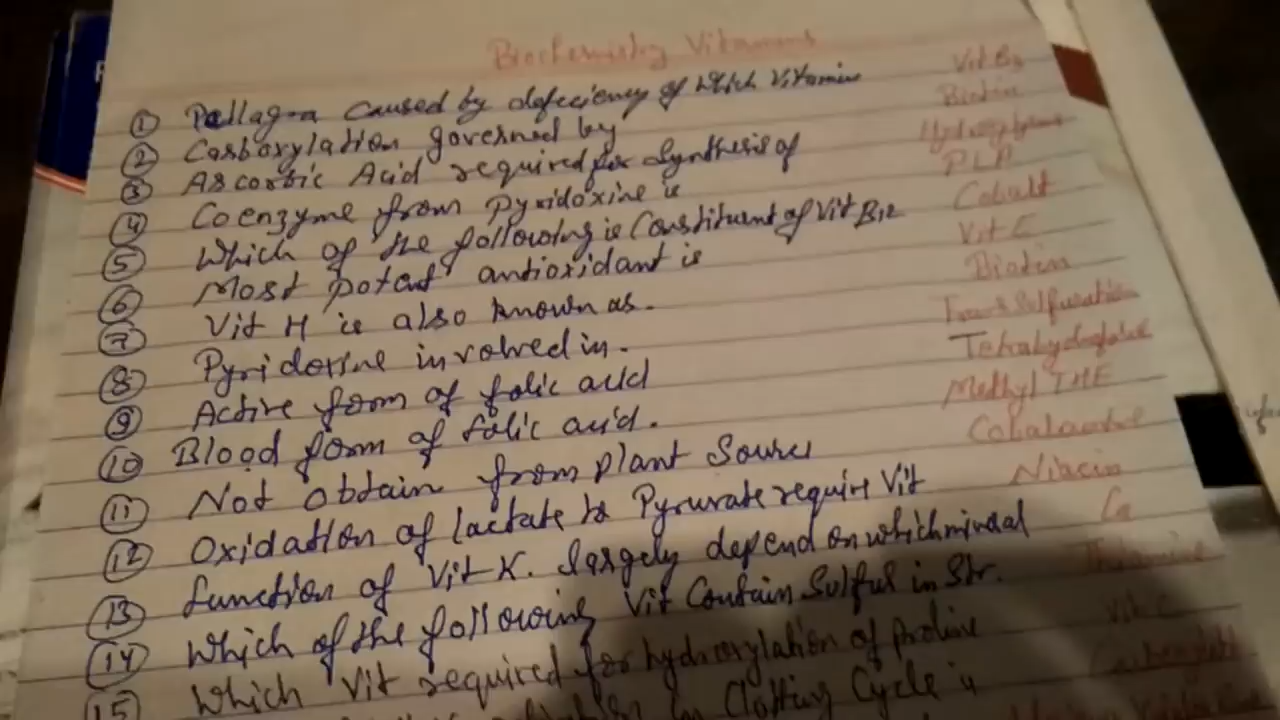 Biochemistry Vitamins
① Pellagra caused by deficiency of which vitamin Vit B3
② Carboxylation governed by Biotin
③ Ascorbic Acid required for synthesis of
④ Coenzyme from pyridoxine is PLP
⑤ Which of the following is Constituent of Vit B12 Cobalt
⑥ Most potent antioxidant is Vit E
⑦ Vit H is also known as. Biotin
⑧ Pyridoxine involved in. Transsulfuration
⑨ Active form of folic acid Tetrahydrofolate
⑩ Blood form of folic acid. Methyl THF
⑪ Not obtain from plant Source Cobalamine
⑫ Oxidation of lactate to Pyruvate require Vit Niacin
⑬ function of Vit K. largely depend on which mineral Ca
⑭ Which of the following Vit Contain Sulfur in Str. Thiamine
⑮ Which Vit required for hydroxylation of proline Vit C
in Clotting Cycle is